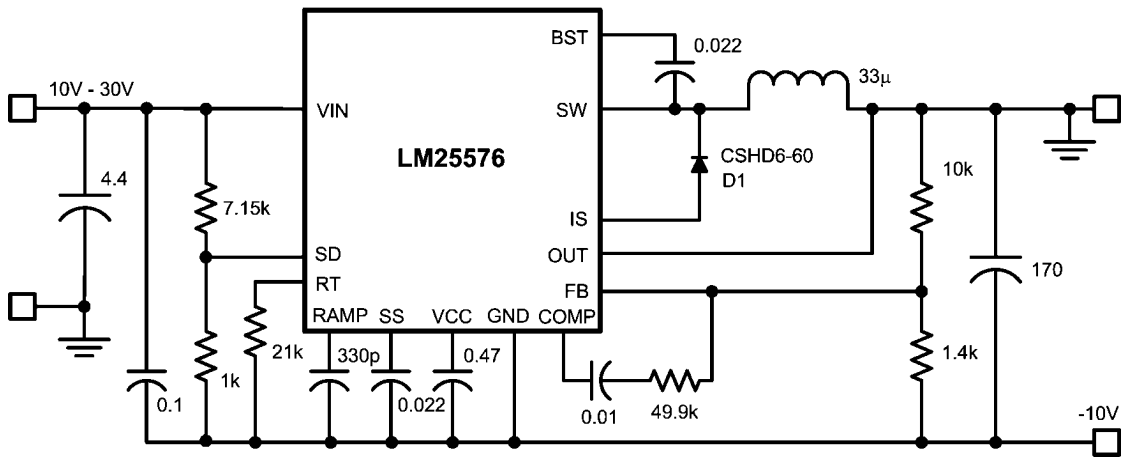 BST
0.022
10V - 30V
33μ
VIN
SW
LM25576
CSHD6-60
D1
4.4
7.15k
10k
IS
SD
OUT
RT
170
FB
RAMP
SS
VCC
GND
COMP
21k
330p
0.47
1.4k
1k
0.1
0.022
0.01
49.9k
-10V